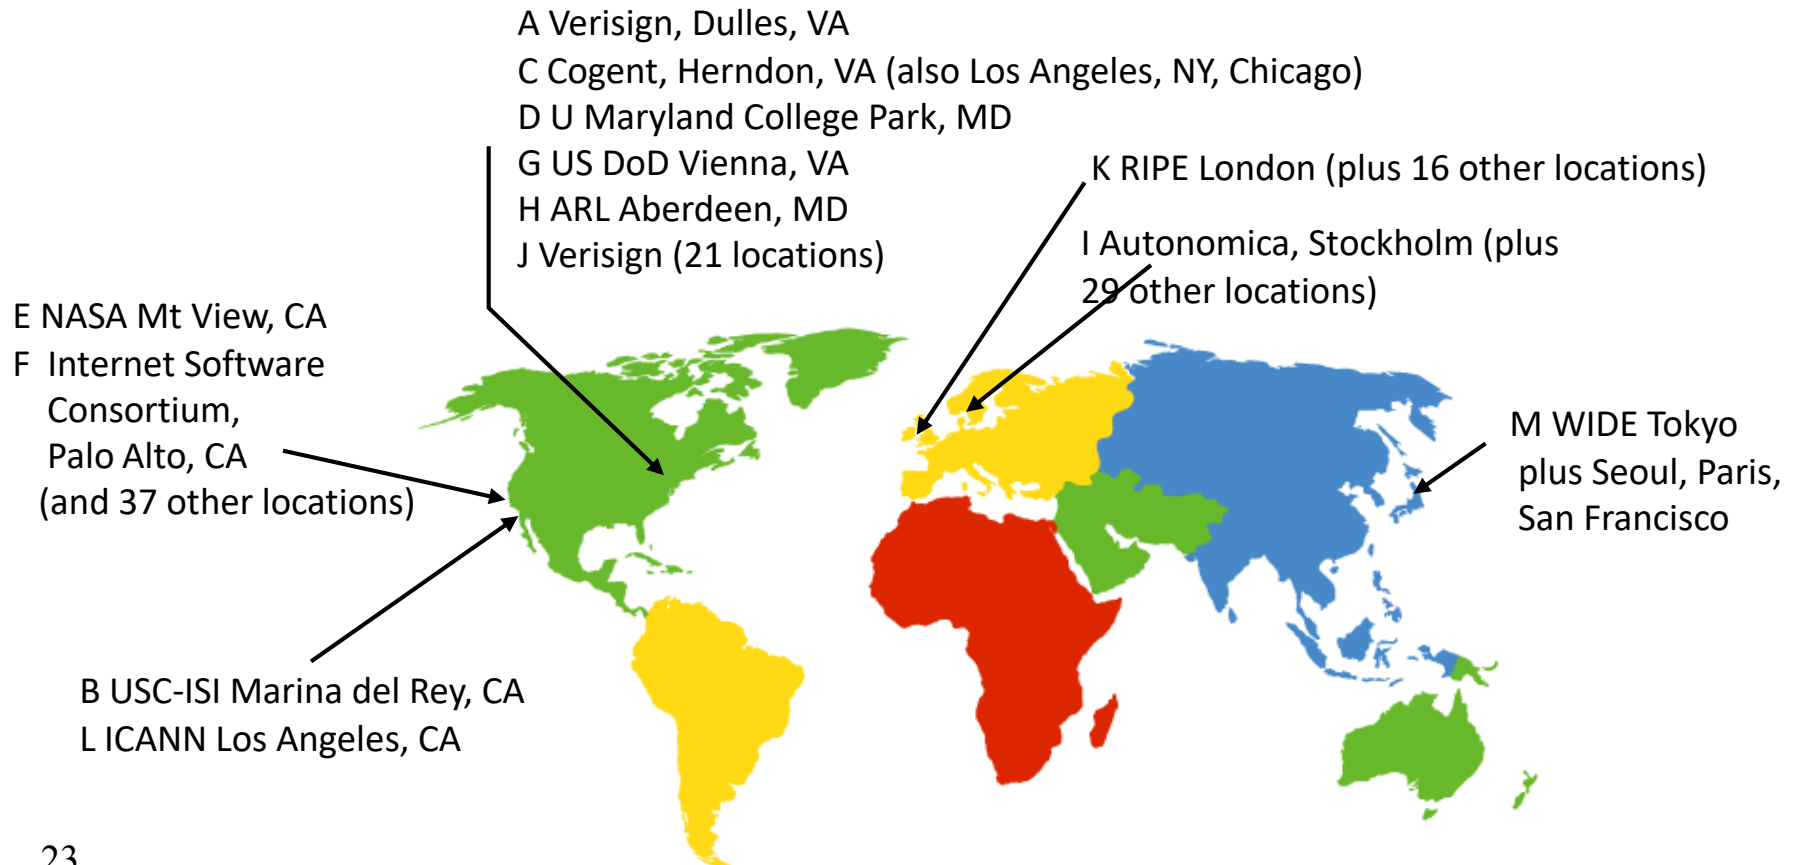 A Verisign, Dulles, VA
C Cogent, Herndon, VA (also Los Angeles, NY, Chicago)
D U Maryland College Park, MD
G US DoD Vienna, VA
H ARL Aberdeen, MD
J Verisign (21 locations)
K RIPE London (plus 16 other locations)
I Autonomica, Stockholm (plus
29 other locations)
E NASA Mt View, CA
F Internet Software
Consortium,
Palo Alto, CA
(and 37 other locations)
M WIDE Tokyo
plus Seoul, Paris,
San Francisco
B USC-ISI Marina del Rey, CA
L ICANN Los Angeles, CA
23